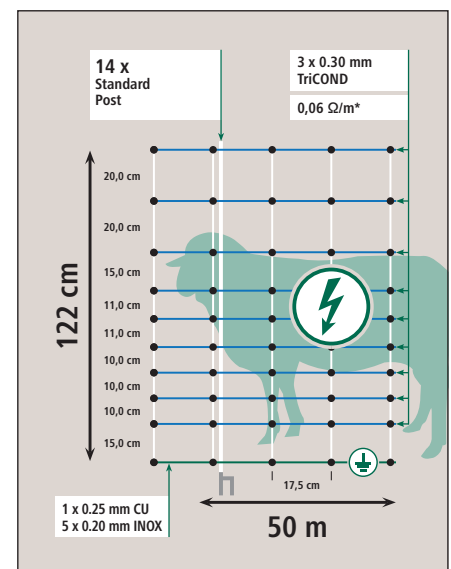 14 x
Standard
Post
3 x 0.30 mm
TriCOND
0,06 Ω/m*
20,0 cm
20,0 cm
15,0 cm
11,0 cm
11,0 cm
10,0 cm
10,0 cm
10,0 cm
15,0 cm
122 cm
17,5 cm
1 x 0.25 mm CU
5 x 0.20 mm INOX
50 m